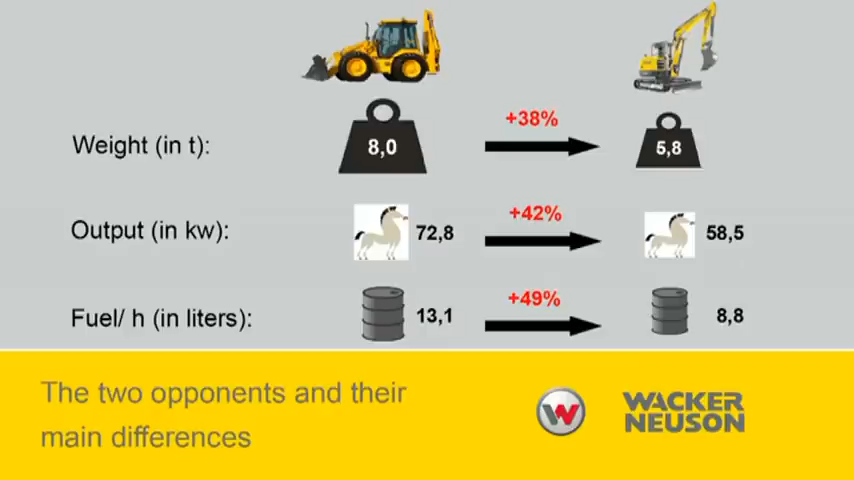 +38%
Weight (in t): 8,0 5,8
+42%
Output (in kw): 72,8 58,5
+49%
Fuel/ h (in liters): 13,1 8,8
The two opponents and their
main differences
WACKER
NEUSON